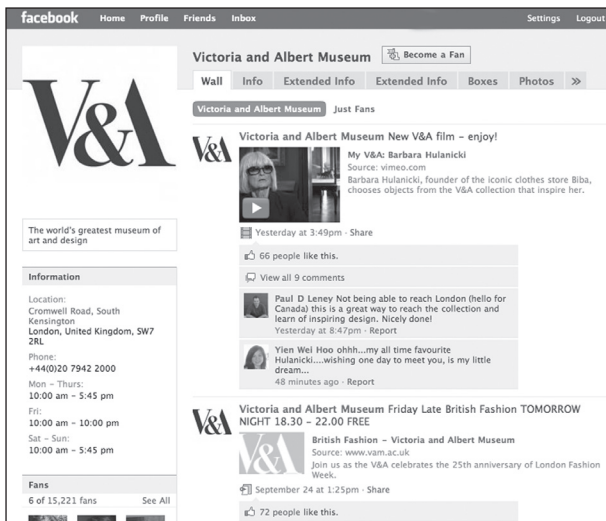 facebook Home Profile Friends Inbox Settings Logout
V&A
Victoria and Albert Museum Become a Fan
Wall Info Extended Info Extended Info Boxes Photos »
Victoria and Albert Museum Just Fans
V&A
Victoria and Albert Museum New V&A film – enjoy!
My V&A: Barbara Hulanicki
Source: vimeo.com
Barbara Hulanicki, founder of the iconic clothes store Biba,
chooses objects from the V&A collection that inspire her.
Yesterday at 3:49pm · Share
66 people like this.
View all 9 comments
Paul D Leney Not being able to reach London (hello for
Canada) this is a great way to reach the collection and
learn of inspiring design. Nicely done!
Yesterday at 8:47pm · Report
Yien Wei Hoo ohhh...my all time favourite
Hulanicki....wishing one day to meet you, is my little
dream...
48 minutes ago · Report
V&A
Victoria and Albert Museum Friday Late British Fashion TOMORROW
NIGHT 18.30 – 22.00 FREE
V&A
British Fashion – Victoria and Albert Museum
Source: www.vam.ac.uk
Join us as the V&A celebrates the 25th anniversary of London Fashion
Week.
September 24 at 1:25pm · Share
72 people like this.
The world's greatest museum of
art and design
Information
Location:
Cromwell Road, South
Kensington
London, United Kingdom, SW7
2RL
Phone:
+44(0)20 7942 2000
Mon – Thurs:
10:00 am – 5:45 pm
Fri:
10:00 am – 10:00 pm
Sat – Sun:
10:00 am – 5:45 pm
Fans
6 of 15,221 fans See All